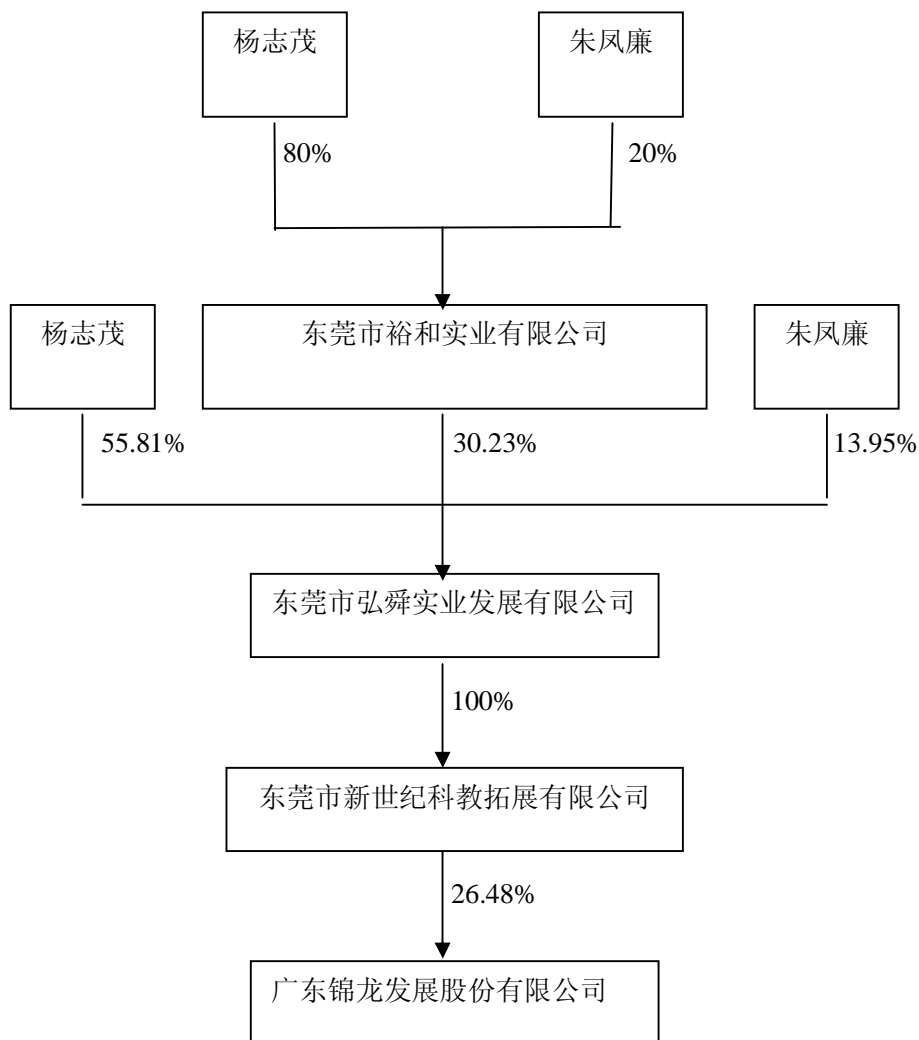 杨志茂
朱凤廉
80%
20%
杨志茂
东莞市裕和实业有限公司
朱凤廉
55.81%
30.23%
13.95%
东莞市弘舜实业发展有限公司
100%
东莞市新世纪科教拓展有限公司
26.48%
广东锦龙发展股份有限公司